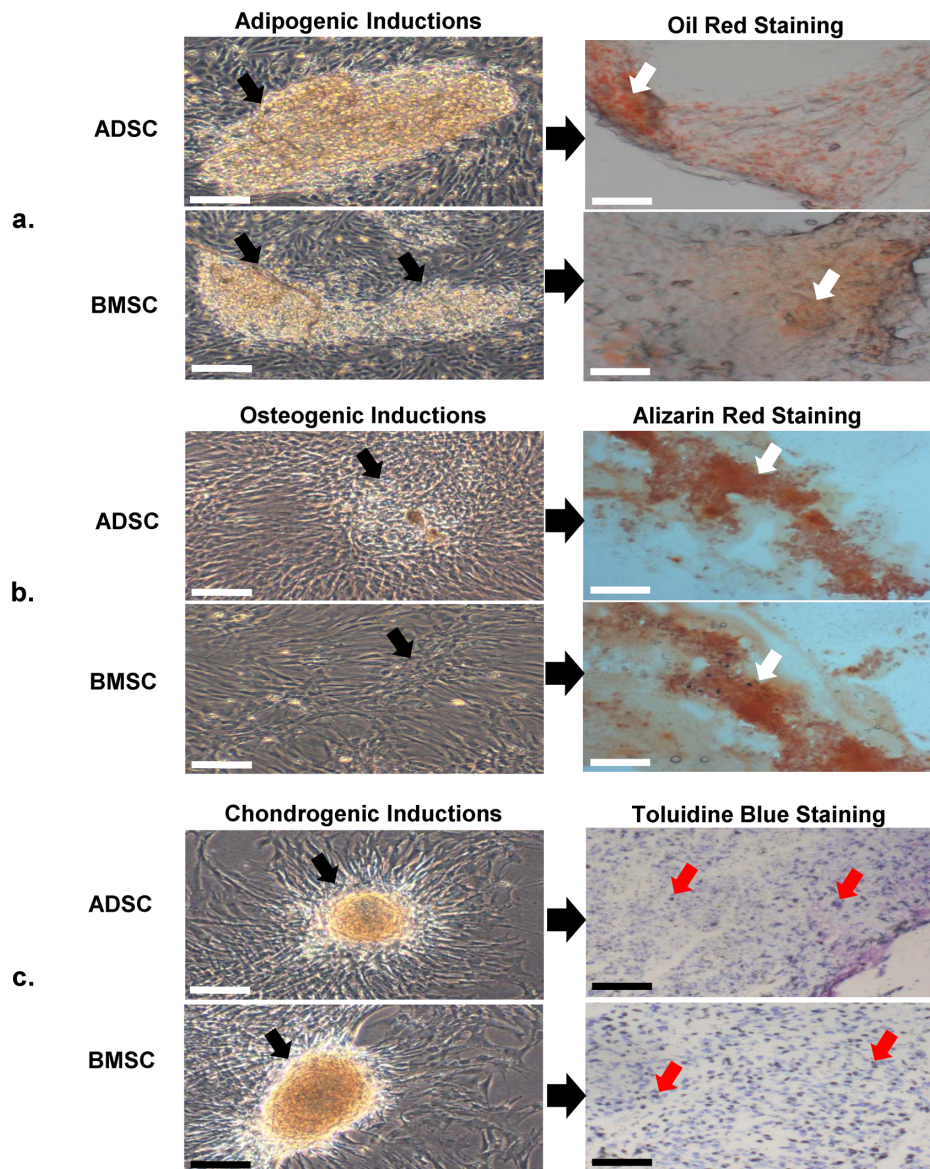 Adipogenic Inductions
Oil Red Staining
ADSC
a.
BMSC
Osteogenic Inductions
Alizarin Red Staining
ADSC
b.
BMSC
Chondrogenic Inductions
Toluidine Blue Staining
ADSC
c.
BMSC